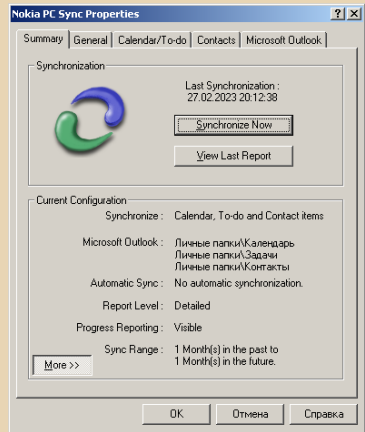 Nokia PC Sync Properties
Summary General Calendar/To-do Contacts Microsoft Outlook
Synchronization
Last Synchronization :
27.02.2023 20:12:38
Synchronize Now
View Last Report
Current Configuration
Synchronize : Calendar, To-do and Contact items
Microsoft Outlook : Личные папки\Календарь
Личные папки\Задачи
Личные папки\Контакты
Automatic Sync : No automatic synchronization.
Report Level : Detailed
Progress Reporting : Visible
Sync Range : 1 Month(s) in the past to
1 Month(s) in the future.
More >>
OK Отмена Справка